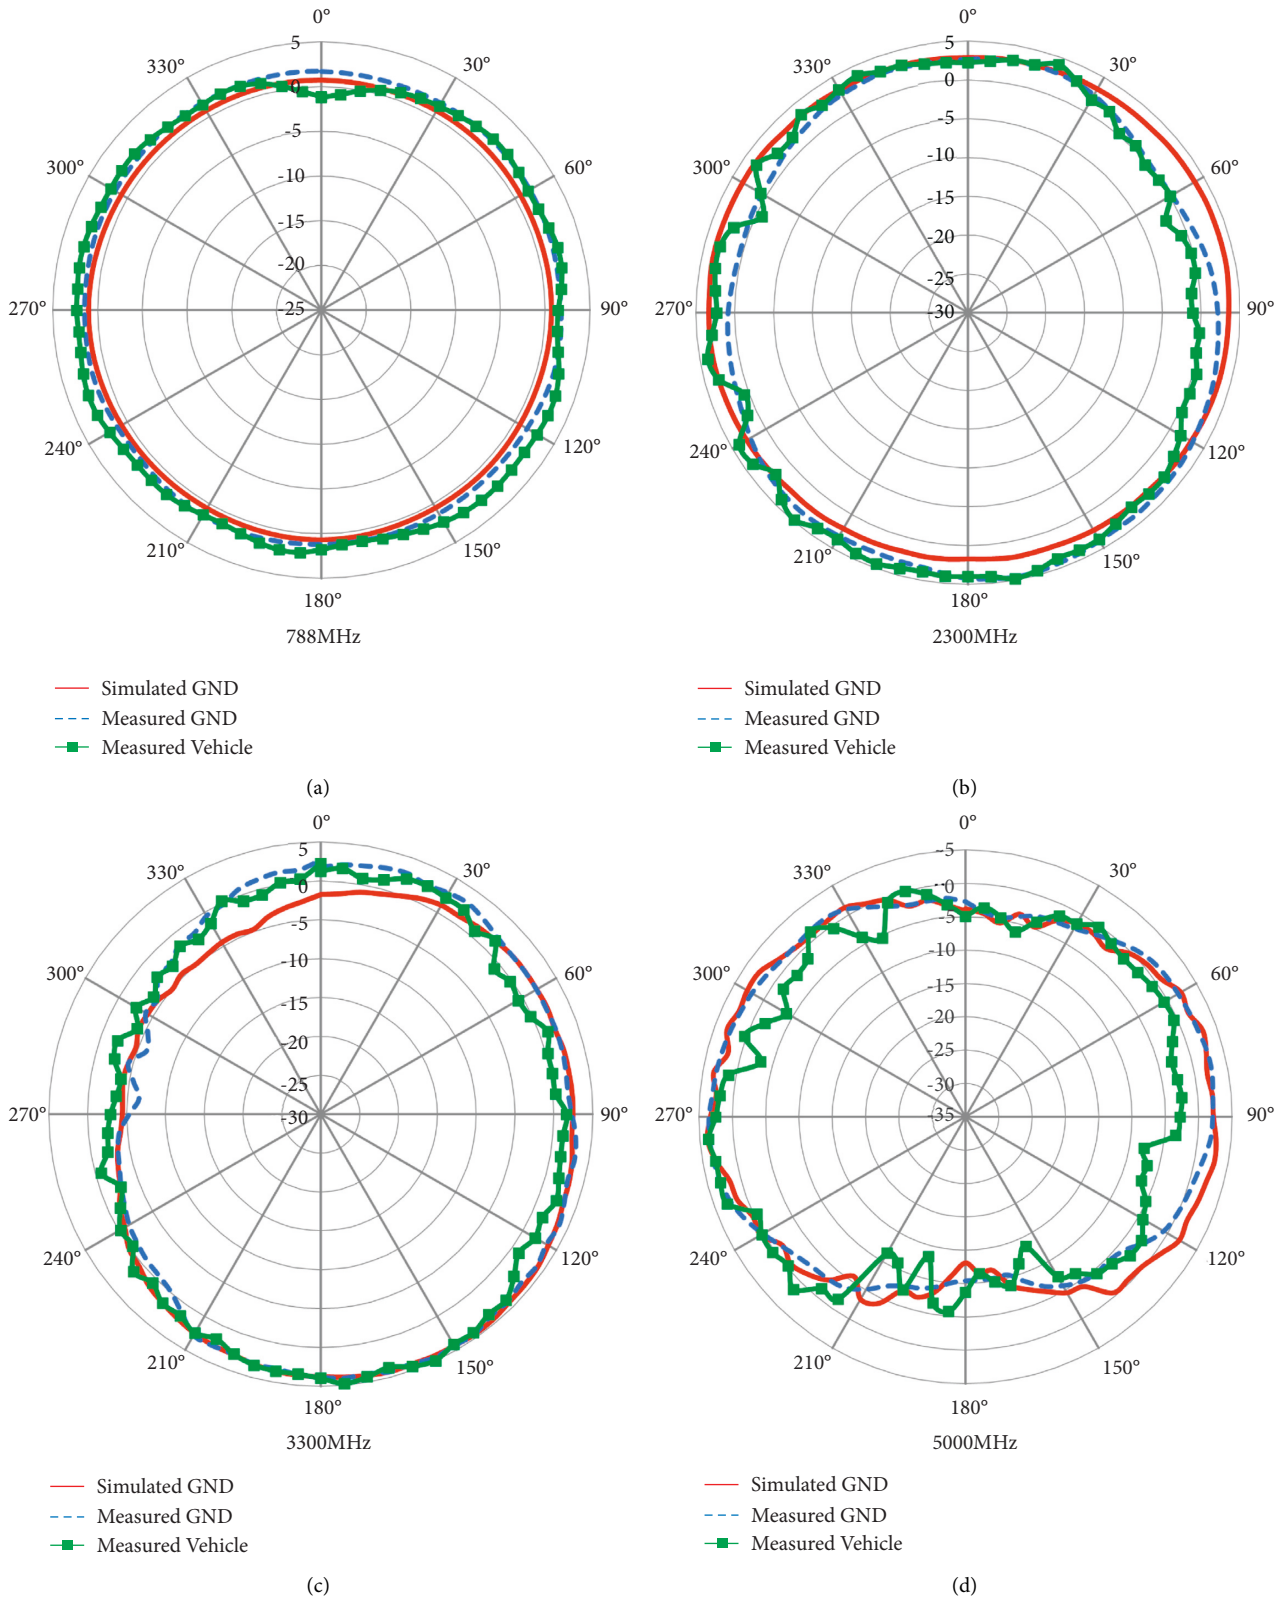 0°
330° 5 30°
0
-5
300° -10 60°
-15
-20
270° -25 90°
240° 120°
210° 150°
180°
788MHz
Simulated GND
Measured GND
Measured Vehicle
(a)
0°
330° 5 30°
0
-5
300° -10 60°
-15
-20
-25
270° -30 90°
240° 120°
210° 150°
180°
2300MHz
Simulated GND
Measured GND
Measured Vehicle
(b)
0°
330° 5 30°
0
-5
300° -10 60°
-15
-20
-25
270° -30 90°
240° 120°
210° 150°
180°
3300MHz
Simulated GND
Measured GND
Measured Vehicle
(c)
0°
330° -5 30°
-0
-5
-10
300° -15 60°
-20
-25
-30
270° -35 90°
240° 120°
210° 150°
180°
5000MHz
Simulated GND
Measured GND
Measured Vehicle
(d)